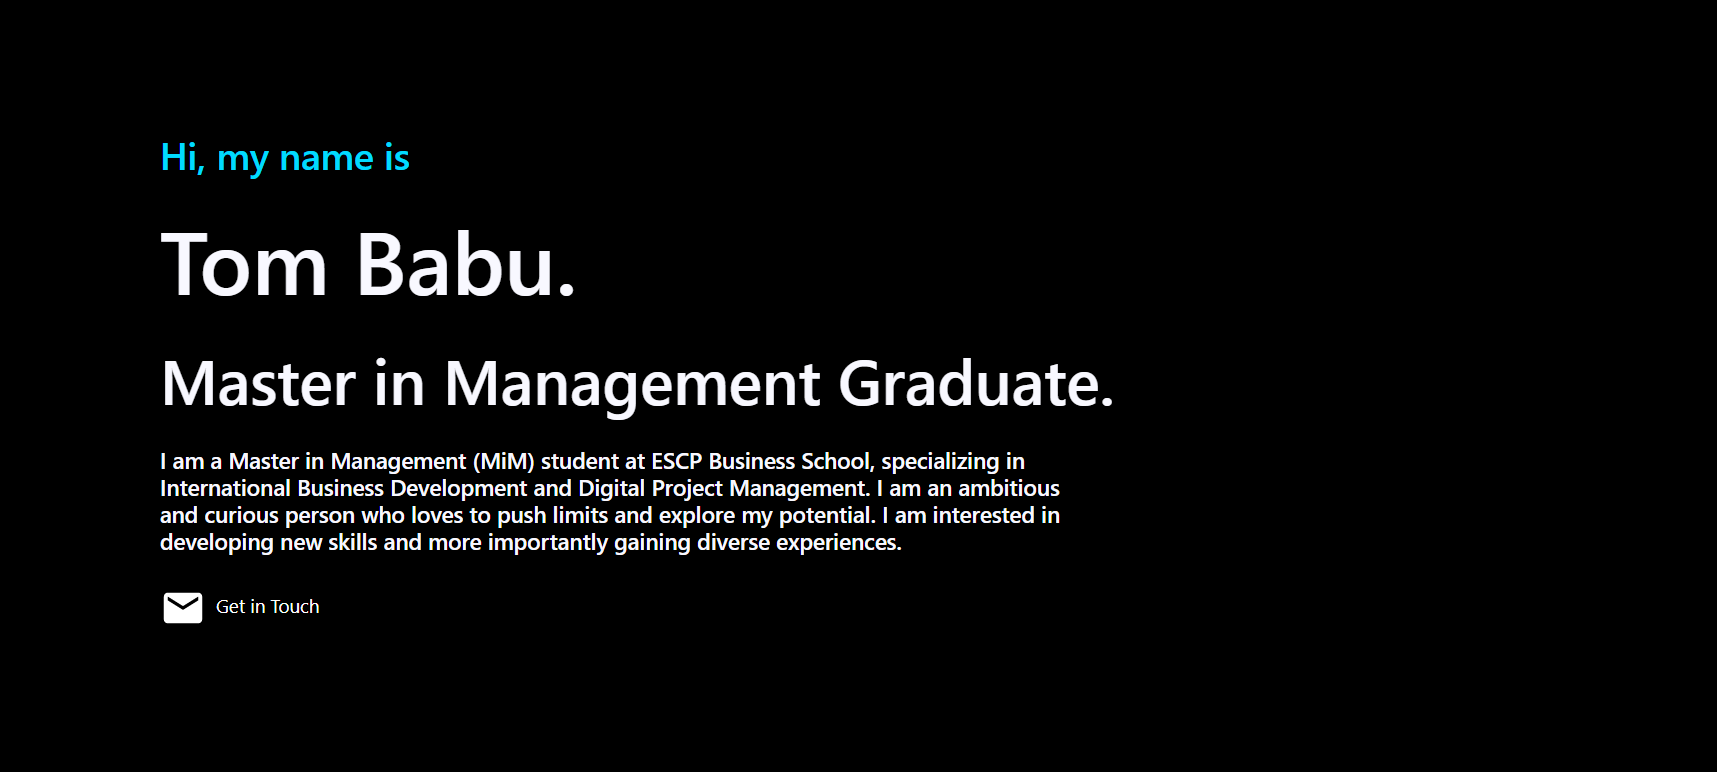 Hi, my name is
Tom Babu.
Master in Management Graduate.
I am a Master in Management (MiM) student at ESCP Business School, specializing in
International Business Development and Digital Project Management. I am an ambitious
and curious person who loves to push limits and explore my potential. I am interested in
developing new skills and more importantly gaining diverse experiences.
Get in Touch